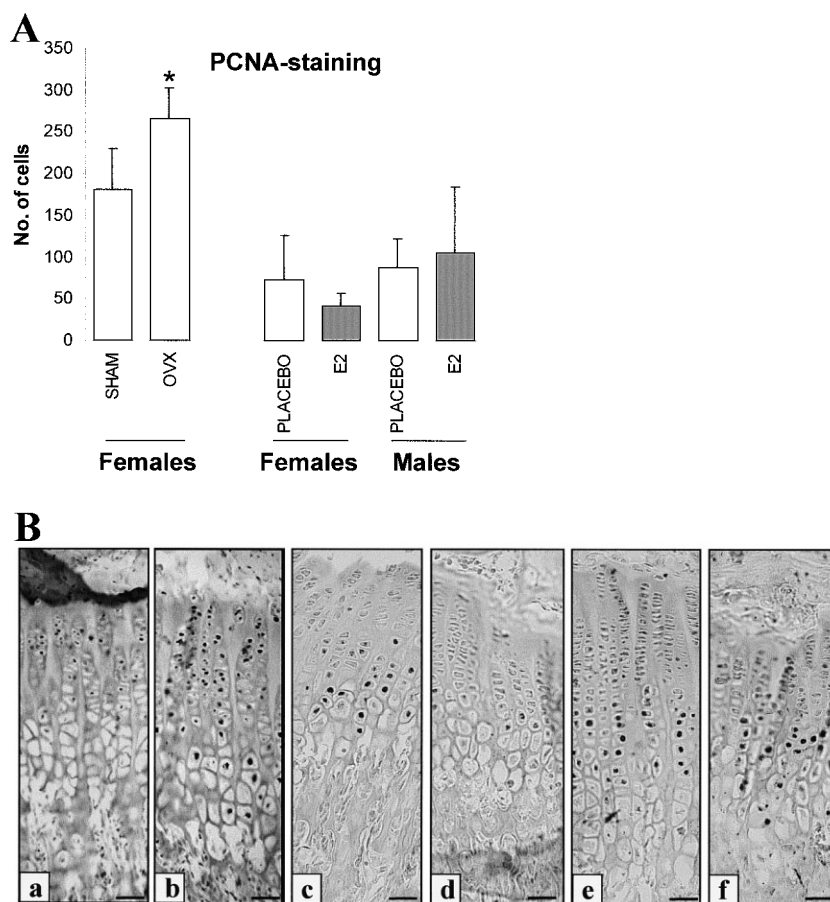 A
PCNA-staining
No. of cells
350
300
250
200
150
100
50
0
*
SHAM
OVX
PLACEBO
E2
PLACEBO
E2
Females
Females
Males
B
a
b
c
d
e
f